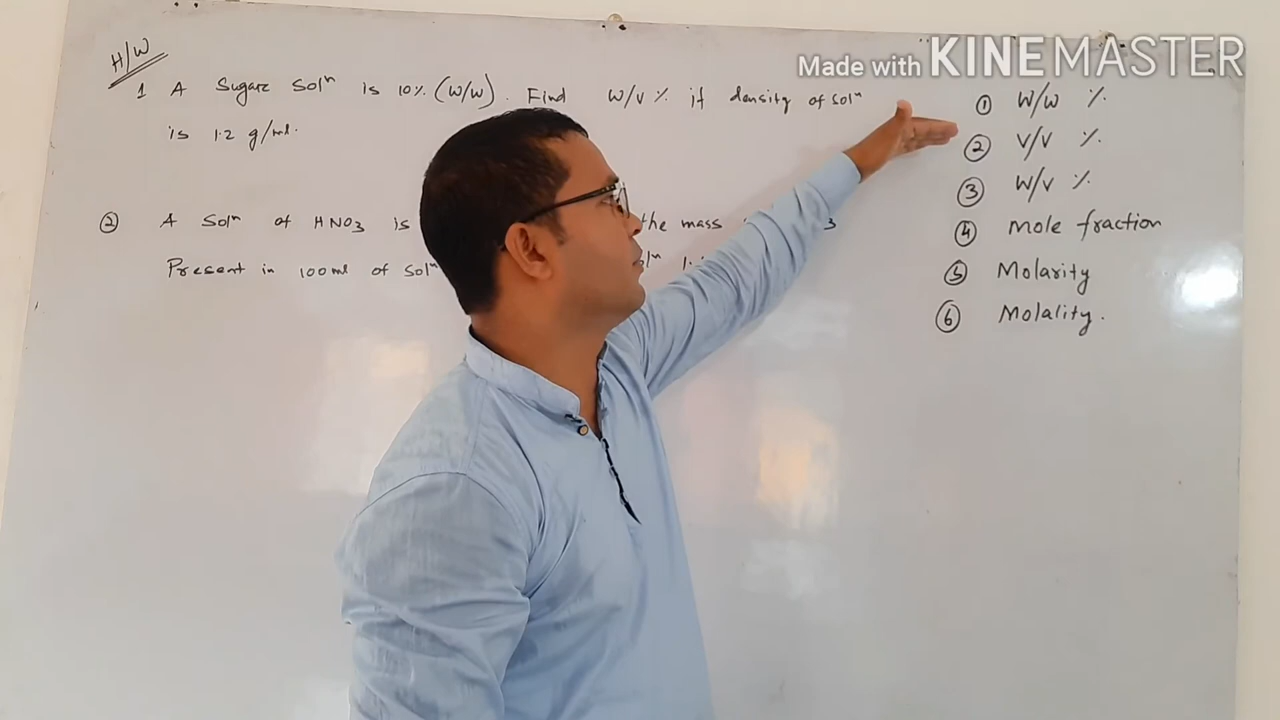 Made with KINEMASTER
H/W
1 A Sugar Solⁿ is 10% (W/W). Find W/V % if density of solⁿ
is 1.2 g/ml.
② A Solⁿ of HNO3 is the mass 3
Present in 100ml of Solⁿ
① W/W %
② V/V %
③ W/V %
④ Mole fraction
⑤ Molarity
⑥ Molality.